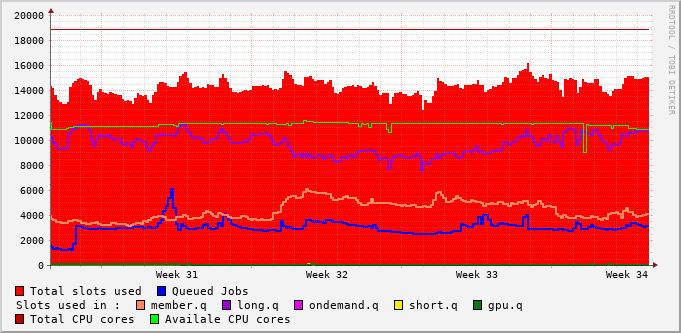 RRDTOOL / TOBI OETIKER
20000
18000
16000
14000
12000
10000
8000
6000
4000
2000
0
Week 31 Week 32 Week 33 Week 34
Total slots used Queued Jobs
Slots used in : member.q long.q ondemand.q short.q gpu.q
Total CPU cores Availale CPU cores